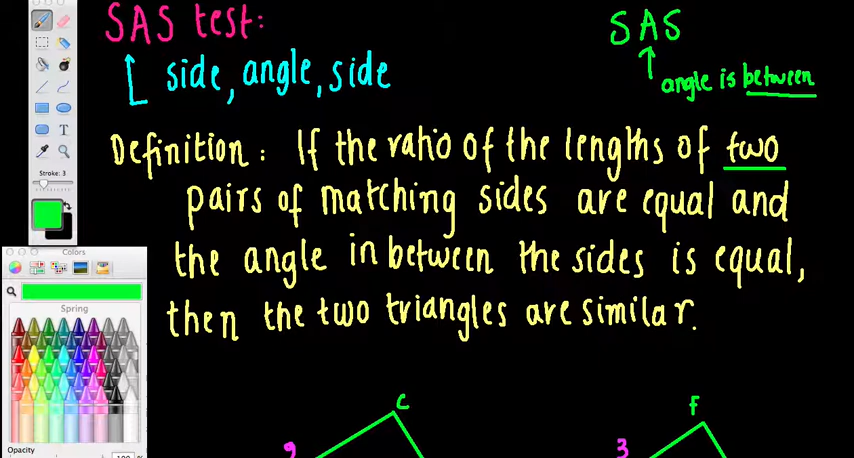 SAS test:
SAS
side, angle, side
angle is between
Definition: If the ratio of the lengths of two
pairs of matching sides are equal and
the angle in between the sides is equal,
then the two triangles are similar.
Stroke: 3
Colors
Spring
Opacity
C
F
9
3